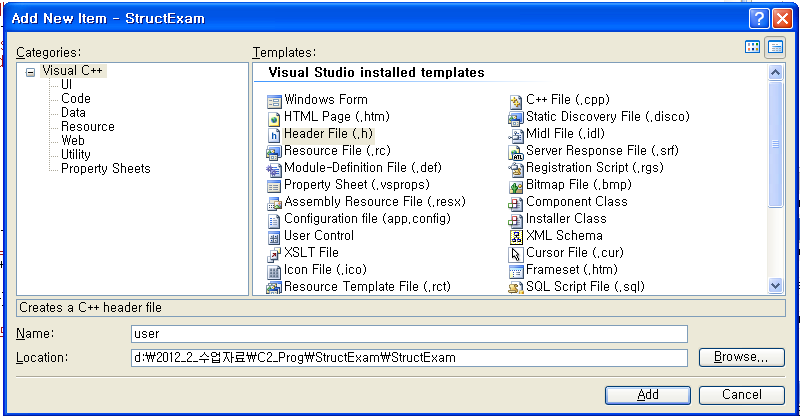 Add New Item - StructExam
Categories:
Templates:
Visual C++
UI
Code
Data
Resource
Web
Utility
Property Sheets
Visual Studio installed templates
Windows Form
HTML Page (.htm)
Header File (.h)
Resource File (.rc)
Module-Definition File (.def)
Property Sheet (.vsprops)
Assembly Resource File (.resx)
Configuration file (app.config)
User Control
XSLT File
Icon File (.ico)
Resource Template File (.rct)
C++ File (.cpp)
Static Discovery File (.disco)
Midl File (.idl)
Server Response File (.srf)
Registration Script (.rgs)
Bitmap File (.bmp)
Component Class
Installer Class
XML Schema
Cursor File (.cur)
Frameset (.htm)
SQL Script File (.sql)
Creates a C++ header file
Name:
user
Location:
d:₩2012_2_수업자료₩C2_Prog₩StructExam₩StructExam
Browse...
Add
Cancel